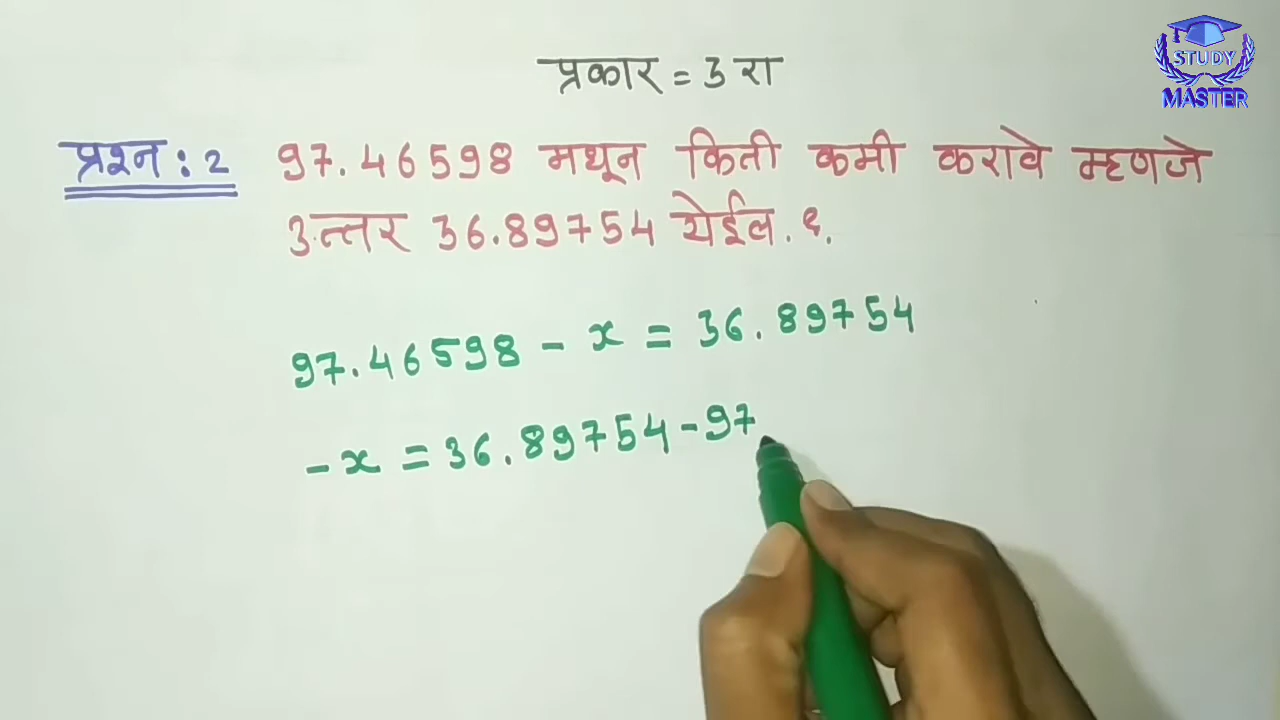 STUDY
MASTER
प्रकार = 3 रा
प्रश्न : 2 97.46598 मधून किती कमी करावे म्हणजे
उत्तर 36.89754 येईल.
97.46598 - x = 36.89754
- x = 36.89754 - 97